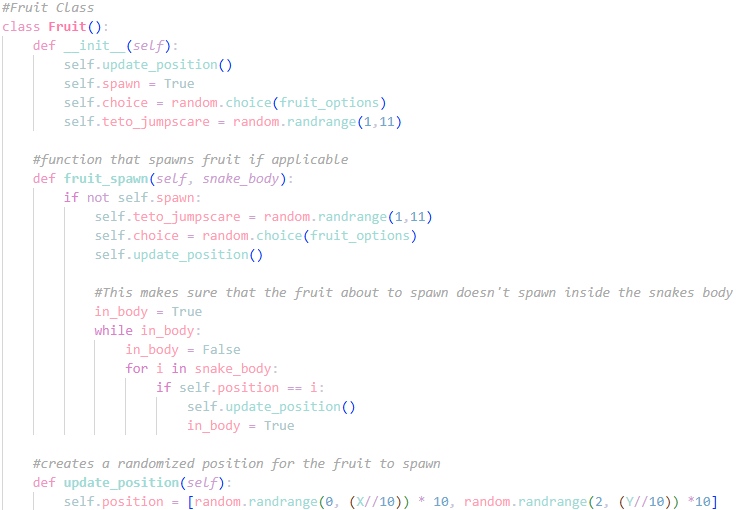 #Fruit Class
class Fruit():
    def __init__(self):
        self.update_position()
        self.spawn = True
        self.choice = random.choice(fruit_options)
        self.teto_jumpscare = random.randrange(1,11)

    #function that spawns fruit if applicable
    def fruit_spawn(self, snake_body):
        if not self.spawn:
            self.teto_jumpscare = random.randrange(1,11)
            self.choice = random.choice(fruit_options)
            self.update_position()

            #This makes sure that the fruit about to spawn doesn't spawn inside the snakes body
            in_body = True
            while in_body:
                in_body = False
                for i in snake_body:
                    if self.position == i:
                        self.update_position()
                        in_body = True

    #creates a randomized position for the fruit to spawn
    def update_position(self):
        self.position = [random.randrange(0, (X//10)) * 10, random.randrange(2, (Y//10)) *10]